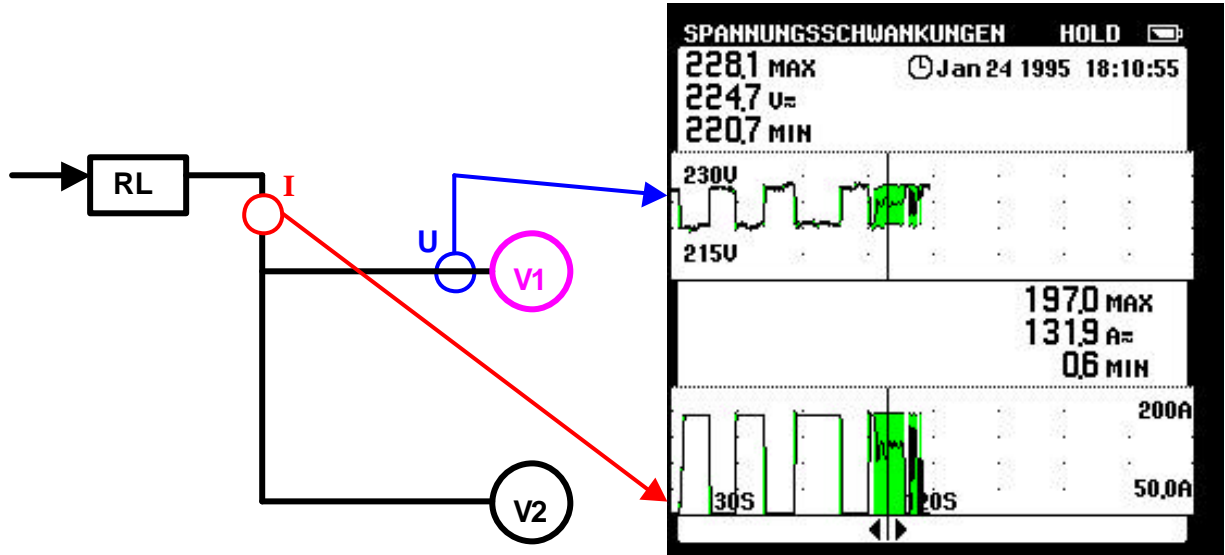 SPANNUNGSSCHWANKUNGEN HOLD
228,1 MAX Jan 24 1995 18:10:55
224,7 V≂
220,7 MIN
230V
215V
197,0 MAX
131,9 A≂
0,6 MIN
200A
50,0A
30S
RL
I
U
V1
V2